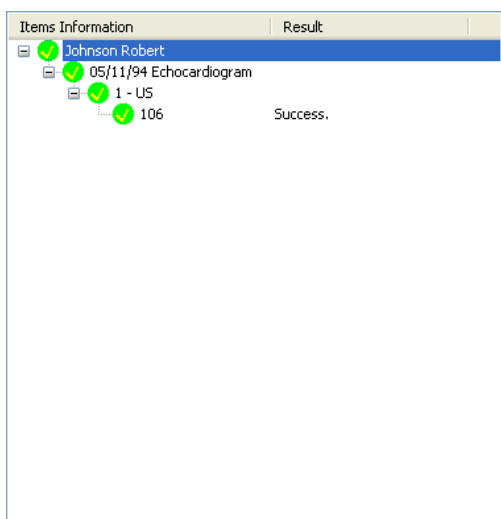 Items Information Result
Johnson Robert
05/11/94 Echocardiogram
1 - US
106 Success.